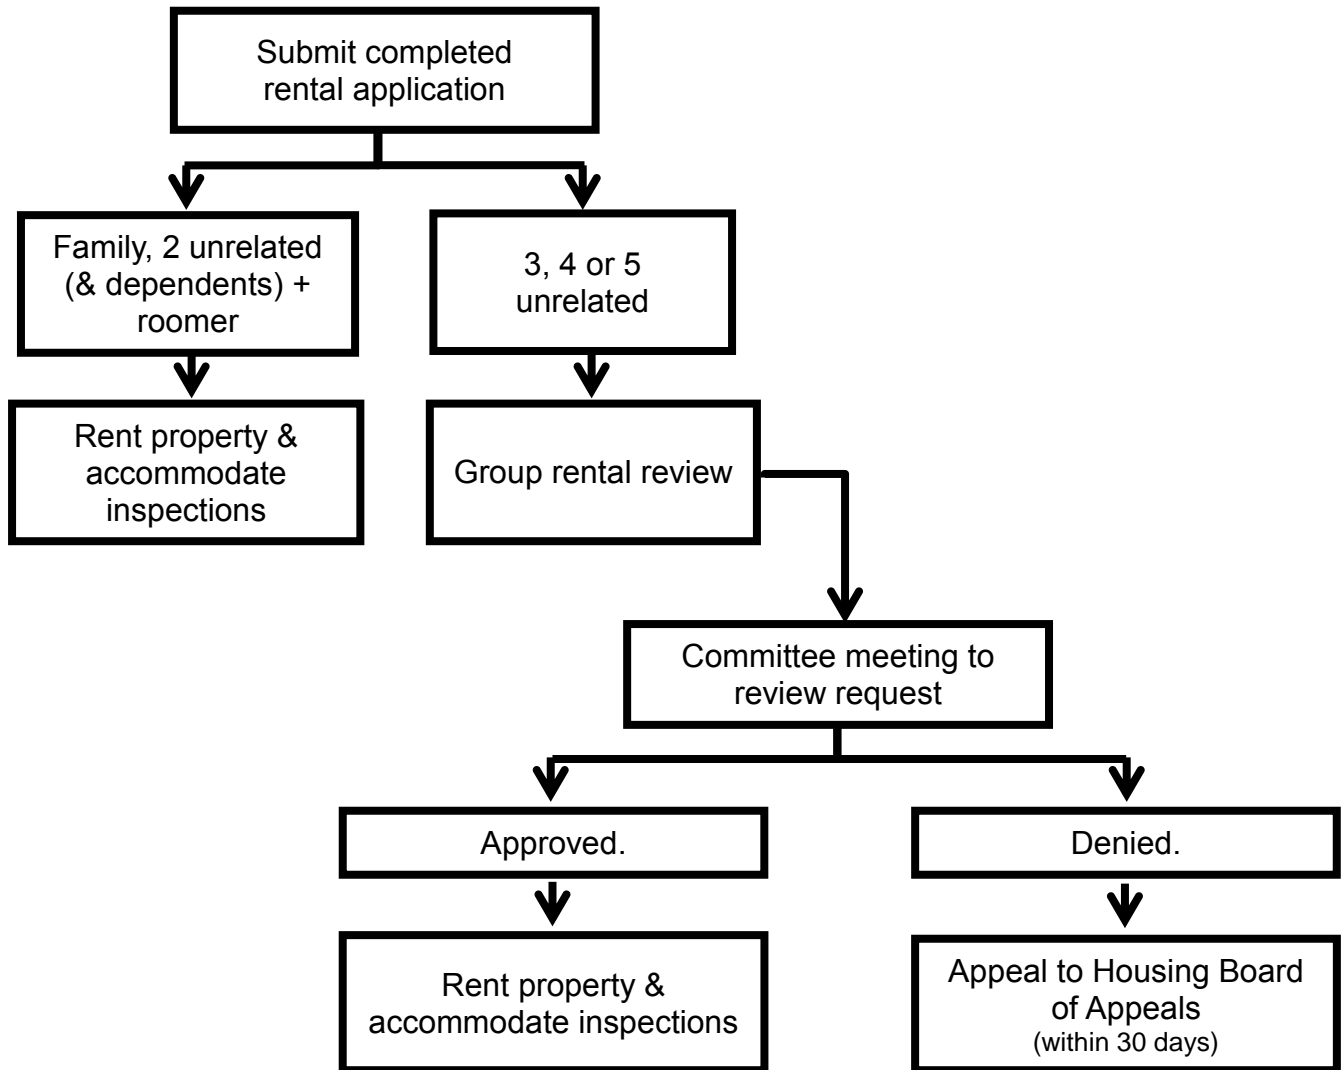 Submit completed
rental application
Family, 2 unrelated
(& dependents) +
roomer
3, 4 or 5
unrelated
Rent property &
accommodate
inspections
Group rental review
Committee meeting to
review request
Approved.
Denied.
Rent property &
accommodate inspections
Appeal to Housing Board
of Appeals
(within 30 days)